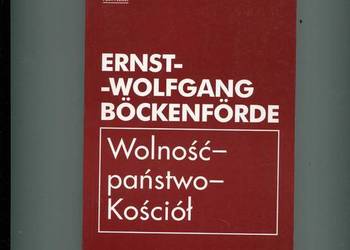 ERNST-
-WOLFGANG
BÖCKENFÖRDE
Wolność–
państwo–
Kościół